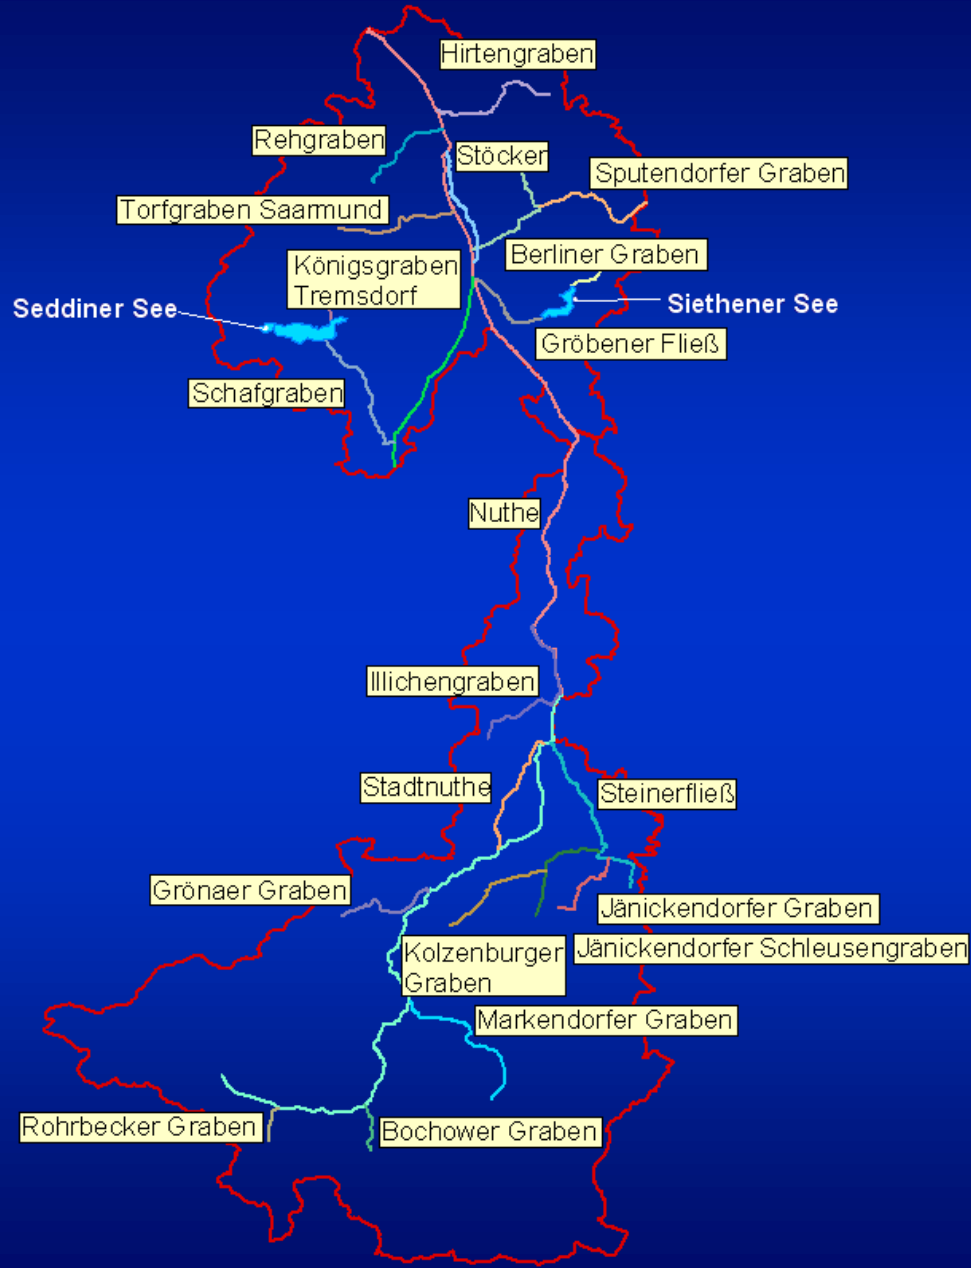 Hirtengraben
Rehgraben
Stöcker
Sputendorfer Graben
Torfgraben Saarmund
Berliner Graben
Königsgraben
Tremsdorf
Seddiner See
Siethener See
Gröbener Fließ
Schafgraben
Nuthe
Illichengraben
Stadtnuthe
Steinerfließ
Grönaer Graben
Jänickendorfer Graben
Jänickendorfer Schleusengraben
Kolzenburger
Graben
Markendorfer Graben
Rohrbecker Graben
Bochower Graben